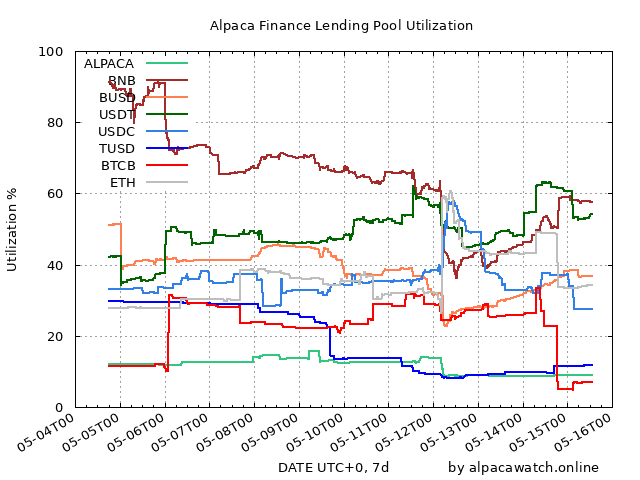 Alpaca Finance Lending Pool Utilization
100
80
60
40
20
0
Utilization %
ALPACA
BNB
BUSD
USDT
USDC
TUSD
BTCB
ETH
05-04T00
05-05T00
05-06T00
05-07T00
05-08T00
05-09T00
05-10T00
05-11T00
05-12T00
05-13T00
05-14T00
05-15T00
05-16T00
DATE UTC+0, 7d
by alpacawatch.online